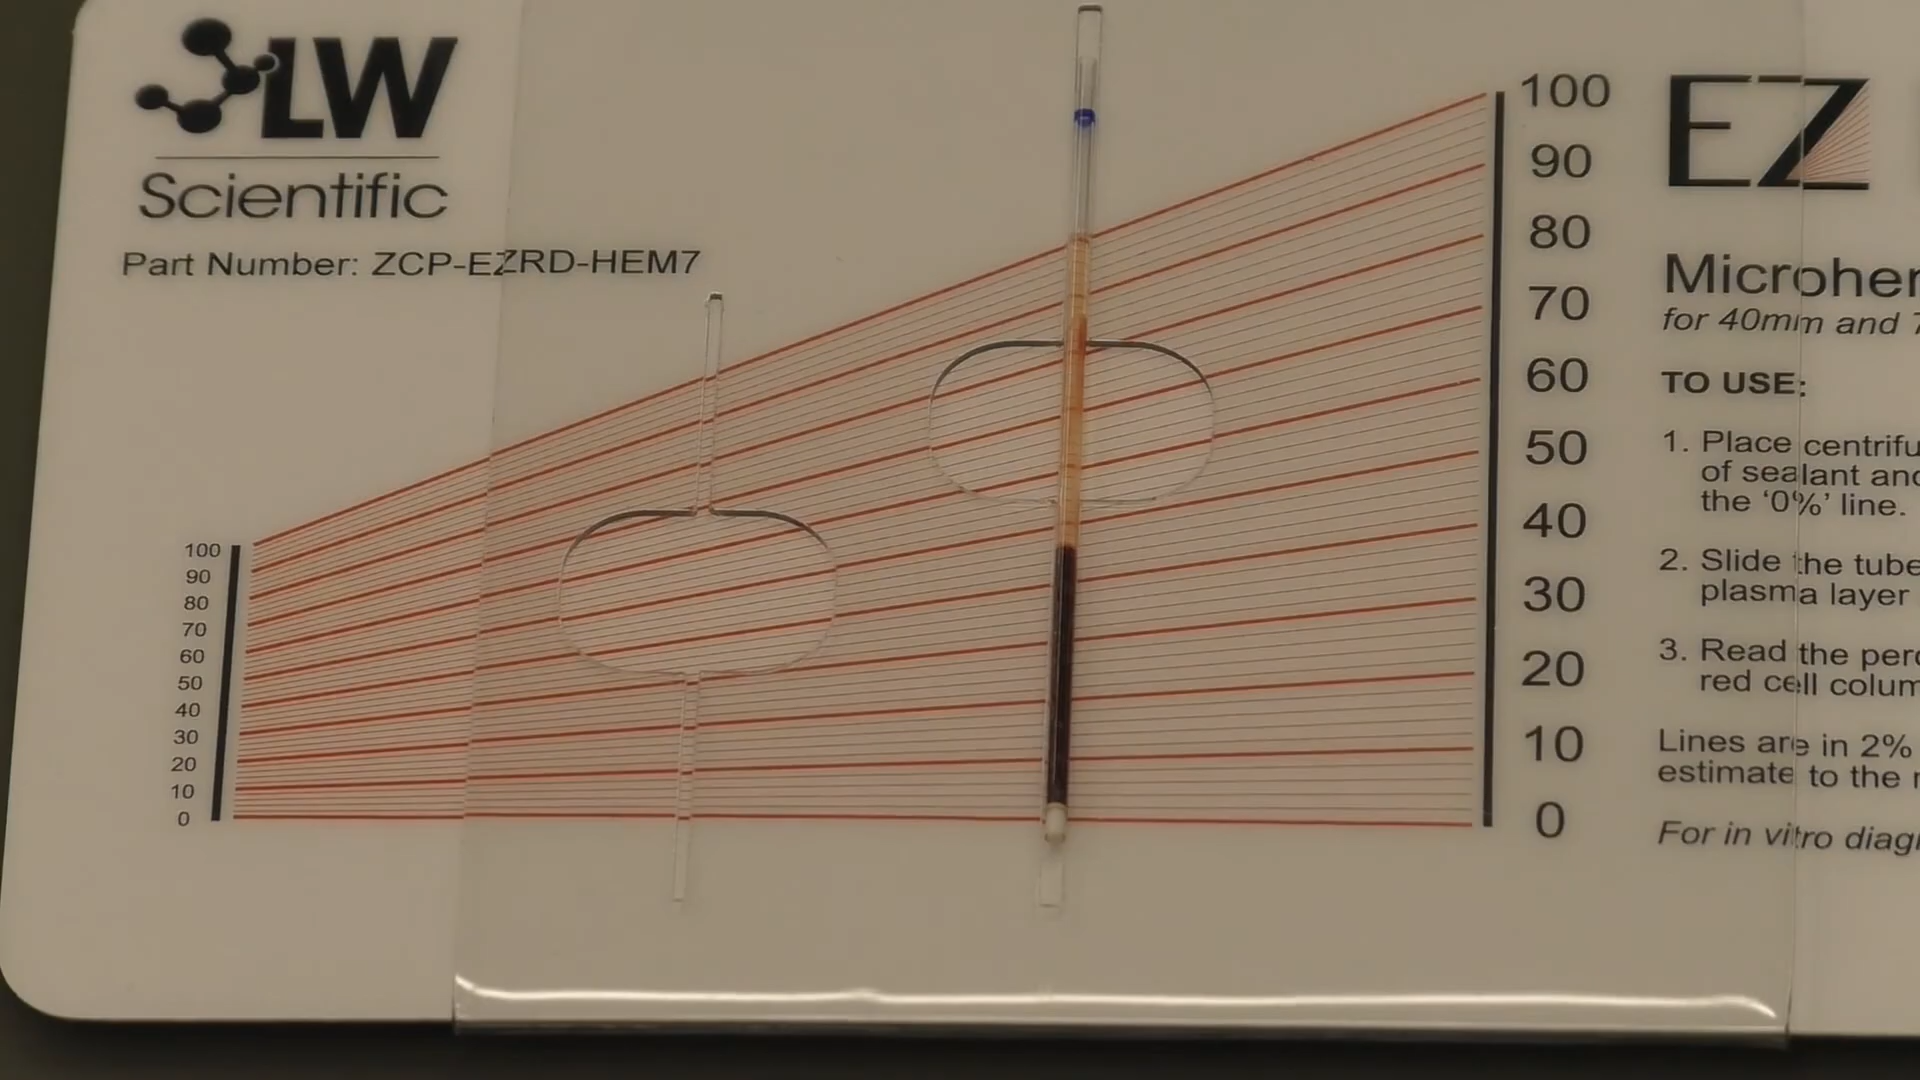 LW
Scientific
Part Number: ZCP-EZRD-HEM7
100
90
80
70
60
50
40
30
20
10
0
100
90
80
70
60
50
40
30
20
10
0
EZ
Microhem
for 40mm and 7
TO USE:
1. Place centrifu
of sealant and
the '0%' line.
2. Slide the tube
plasma layer
3. Read the perc
red cell colum
Lines are in 2%
estimate to the n
For in vitro diagn